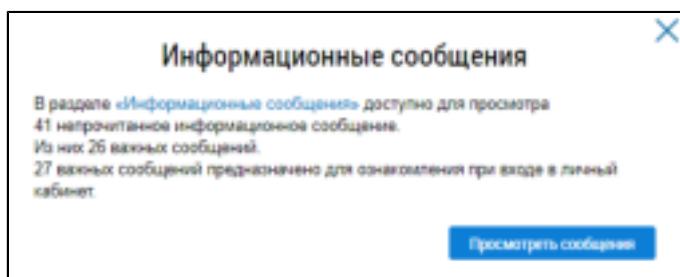 Информационные сообщения
В разделе «Информационные сообщения» доступно для просмотра
41 непрочитанное информационное сообщение.
Из них 26 важных сообщений.
27 важных сообщений предназначено для ознакомления при входе в личный
кабинет.
Просмотреть сообщения